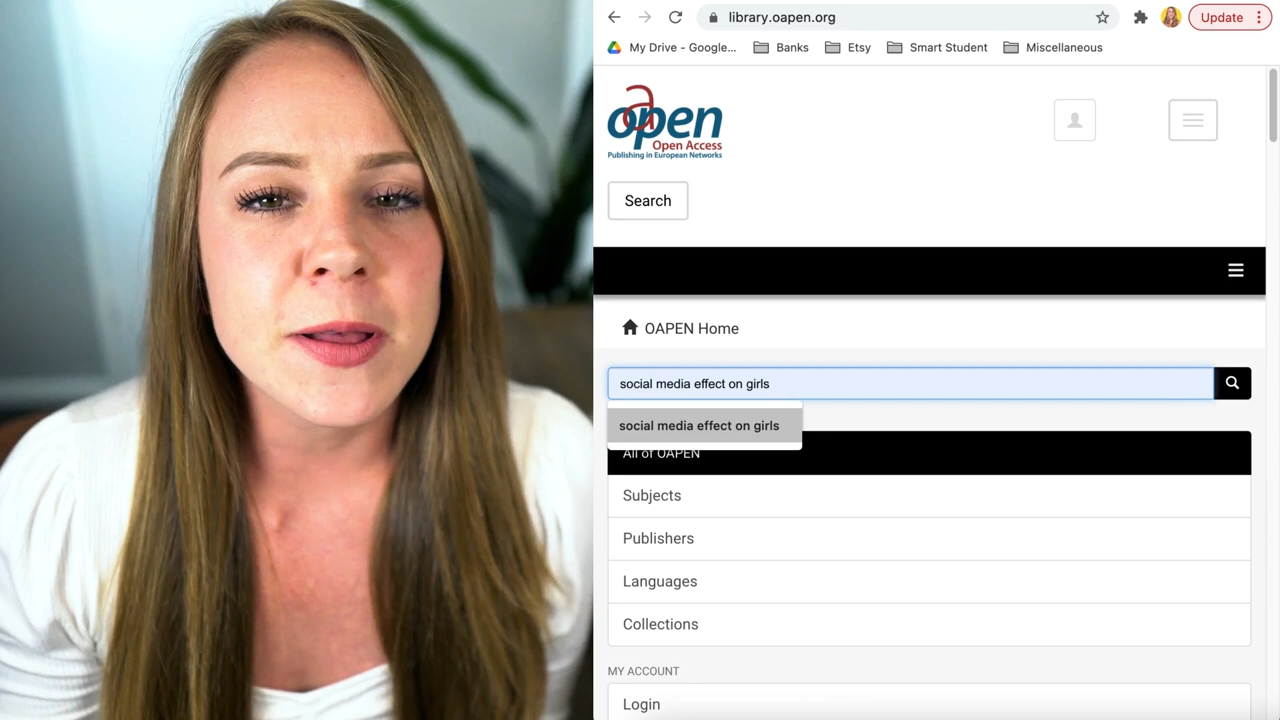 library.oapen.org
Update
My Drive - Google...
Banks
Etsy
Smart Student
Miscellaneous
oapen
Open Access
Publishing in European Networks
Search
OAPEN Home
social media effect on girls
social media effect on girls
All of OAPEN
Subjects
Publishers
Languages
Collections
MY ACCOUNT
Login